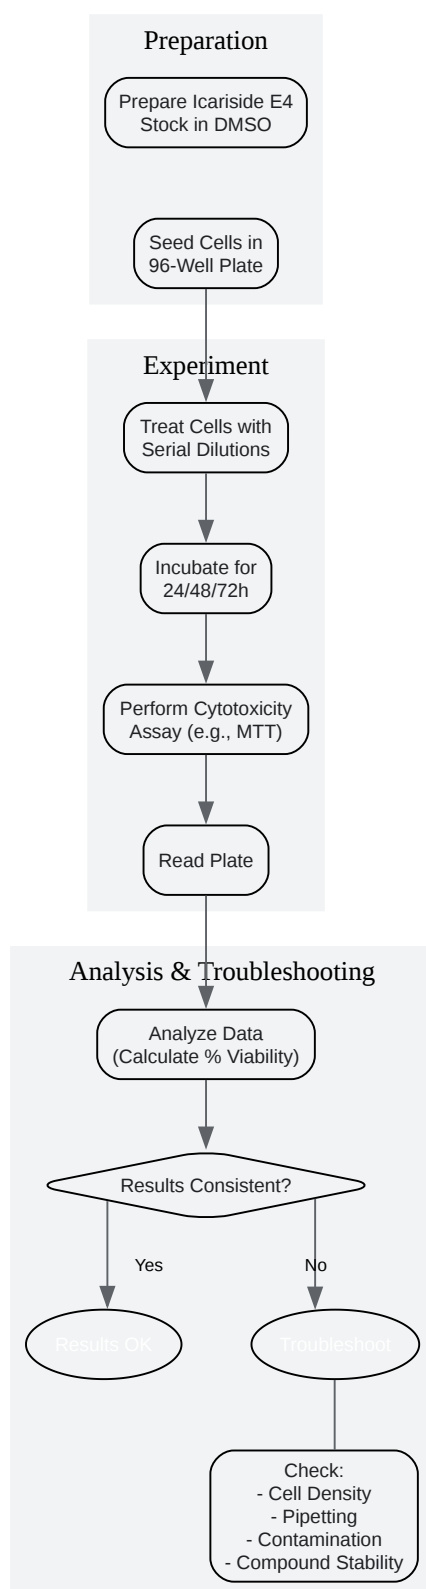 Preparation
Prepare Icariside E4
Stock in DMSO
Seed Cells in
96-Well Plate
Experiment
Treat Cells with
Serial Dilutions
Incubate for
24/48/72h
Perform Cytotoxicity
Assay (e.g., MTT)
Read Plate
Analysis & Troubleshooting
Analyze Data
(Calculate % Viability)
Results Consistent?
Yes
No
Results OK
Troubleshoot
Check:
- Cell Density
- Pipetting
- Contamination
- Compound Stability